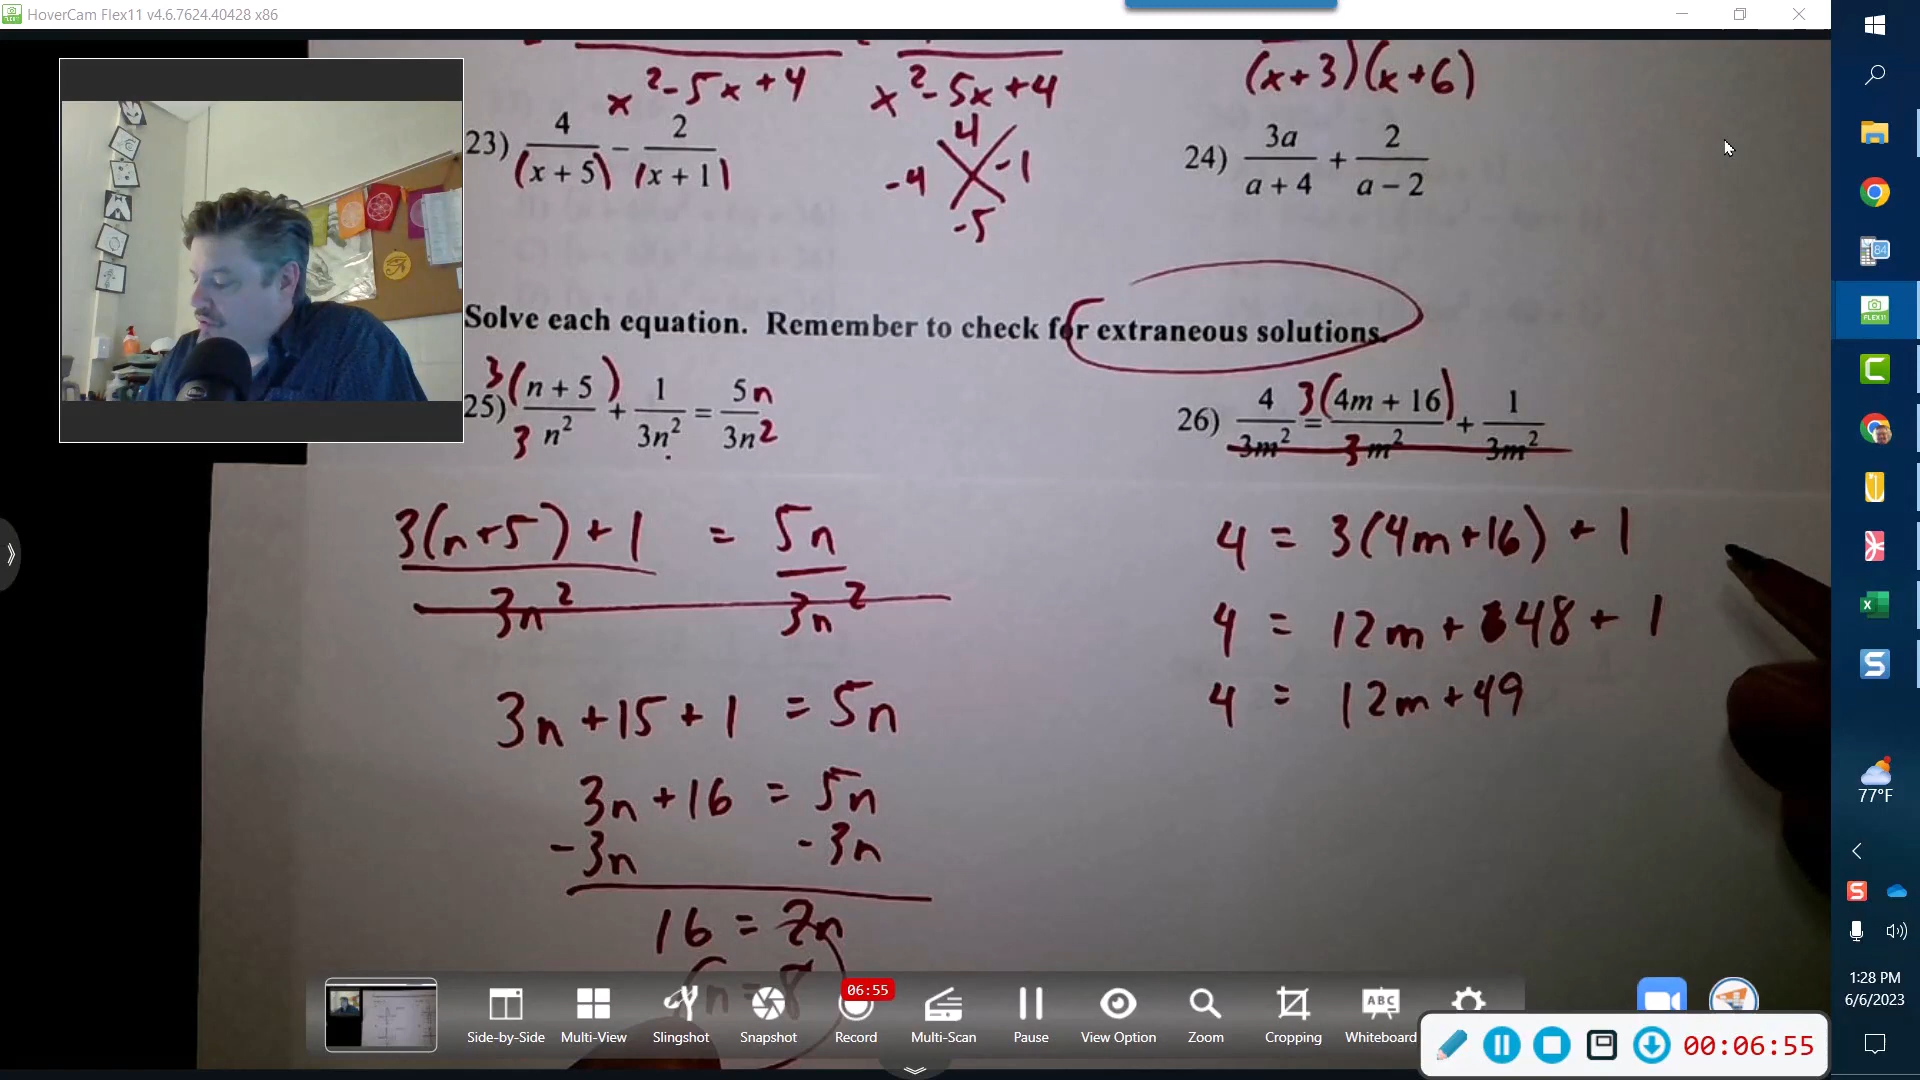 HoverCam Flex11 v4.6.7624.40428 x86
x²-5x+4 x²-5x+4 (x+3)(x+6)
23) 4/(x + 5) − 2/(x + 1)
4
-4 -1
-5
24) 3a/(a + 4) + 2/(a − 2)
Solve each equation. Remember to check for extraneous solutions.
25) 3(n + 5)/3n² + 1/3n² = 5n/3n²
26) 4/3m² = 3(4m + 16)/3m² + 1/3m²
3(n+5)+1/3n² = 5n/3n²
3n+15+1 = 5n
3n+16 = 5n
-3n -3n
16 = 2n
n = 8
4 = 3(4m+16) + 1
4 = 12m + 48 + 1
4 = 12m+49
84
FLEX11
77°F
1:28 PM
6/6/2023
06:55
Side-by-Side
Multi-View
Slingshot
Snapshot
Record
Multi-Scan
Pause
View Option
Zoom
Cropping
ABC
Whiteboard
00:06:55